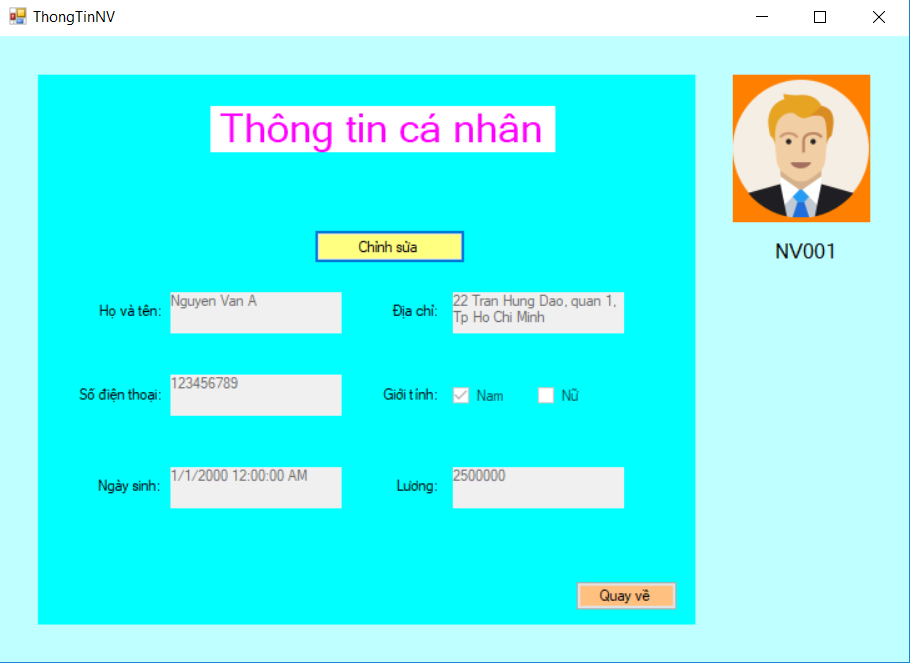 ThongTinNV
Thông tin cá nhân
NV001
Chỉnh sửa
Họ và tên: Nguyen Van A
Địa chỉ: 22 Tran Hung Dao, quan 1,
Tp Ho Chi Minh
Số điện thoại: 123456789
Giới tính: Nam Nữ
Ngày sinh: 1/1/2000 12:00:00 AM
Lương: 2500000
Quay về